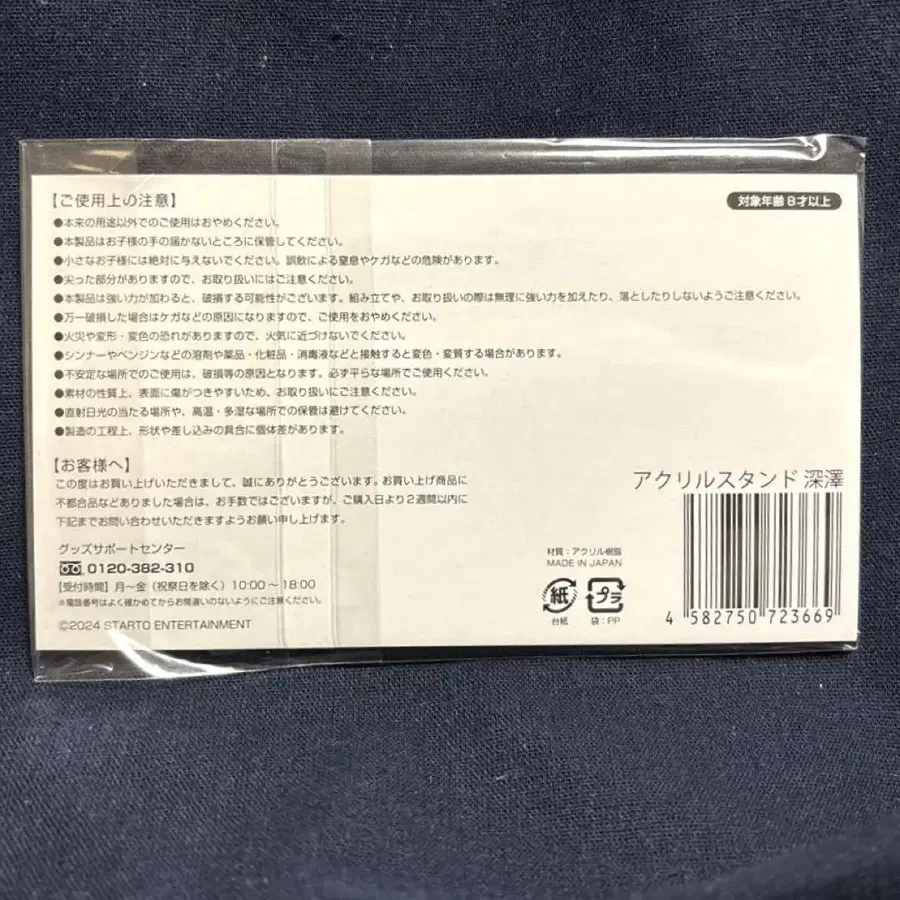 【ご使用上の注意】
対象年齢8才以上
●本来の用途以外でのご使用はおやめください。
●本製品はお子様の手の届かないところに保管してください。
●小さなお子様には絶対に与えないでください。誤飲による窒息やケガなどの危険があります。
●尖った部分がありますので、お取り扱いにはご注意ください。
●本製品は強い力が加わると、破損する可能性がございます。組み立てや、お取り扱いの際は無理に強い力を加えたり、落としたりしないようご注意ください。
●万一破損した場合はケガなどの原因になりますので、ご使用をおやめください。
●火災や変形・変色の恐れがありますので、火気に近づけないでください。
●シンナーやベンジンなどの溶剤や薬品・化粧品・消毒液などと接触すると変色・変質する場合があります。
●不安定な場所でのご使用は、破損等の原因となります。必ず平らな場所でご使用ください。
●素材の性質上、表面に傷がつきやすいため、お取り扱いにご注意ください。
●直射日光の当たる場所や、高温・多湿な場所での保管は避けてください。
●製造の工程上、形状や差し込みの具合に個体差があります。
【お客様へ】
この度はお買い上げいただきまして、誠にありがとうございます。お買い上げ商品に
不都合品などありました場合は、お手数ではございますが、ご購入日より2週間以内に
下記までお問い合わせいただきますようお願い申し上げます。
グッズサポートセンター
0120-382-310
【受付時間】月～金（祝祭日を除く）10:00～18:00
※電話番号はよく確かめてからお間違いのないようにご注意ください。
©2024 STARTO ENTERTAINMENT
アクリルスタンド 深澤
材質：アクリル樹脂
MADE IN JAPAN
紙
プラ
台紙
袋：PP
4 582750 723669